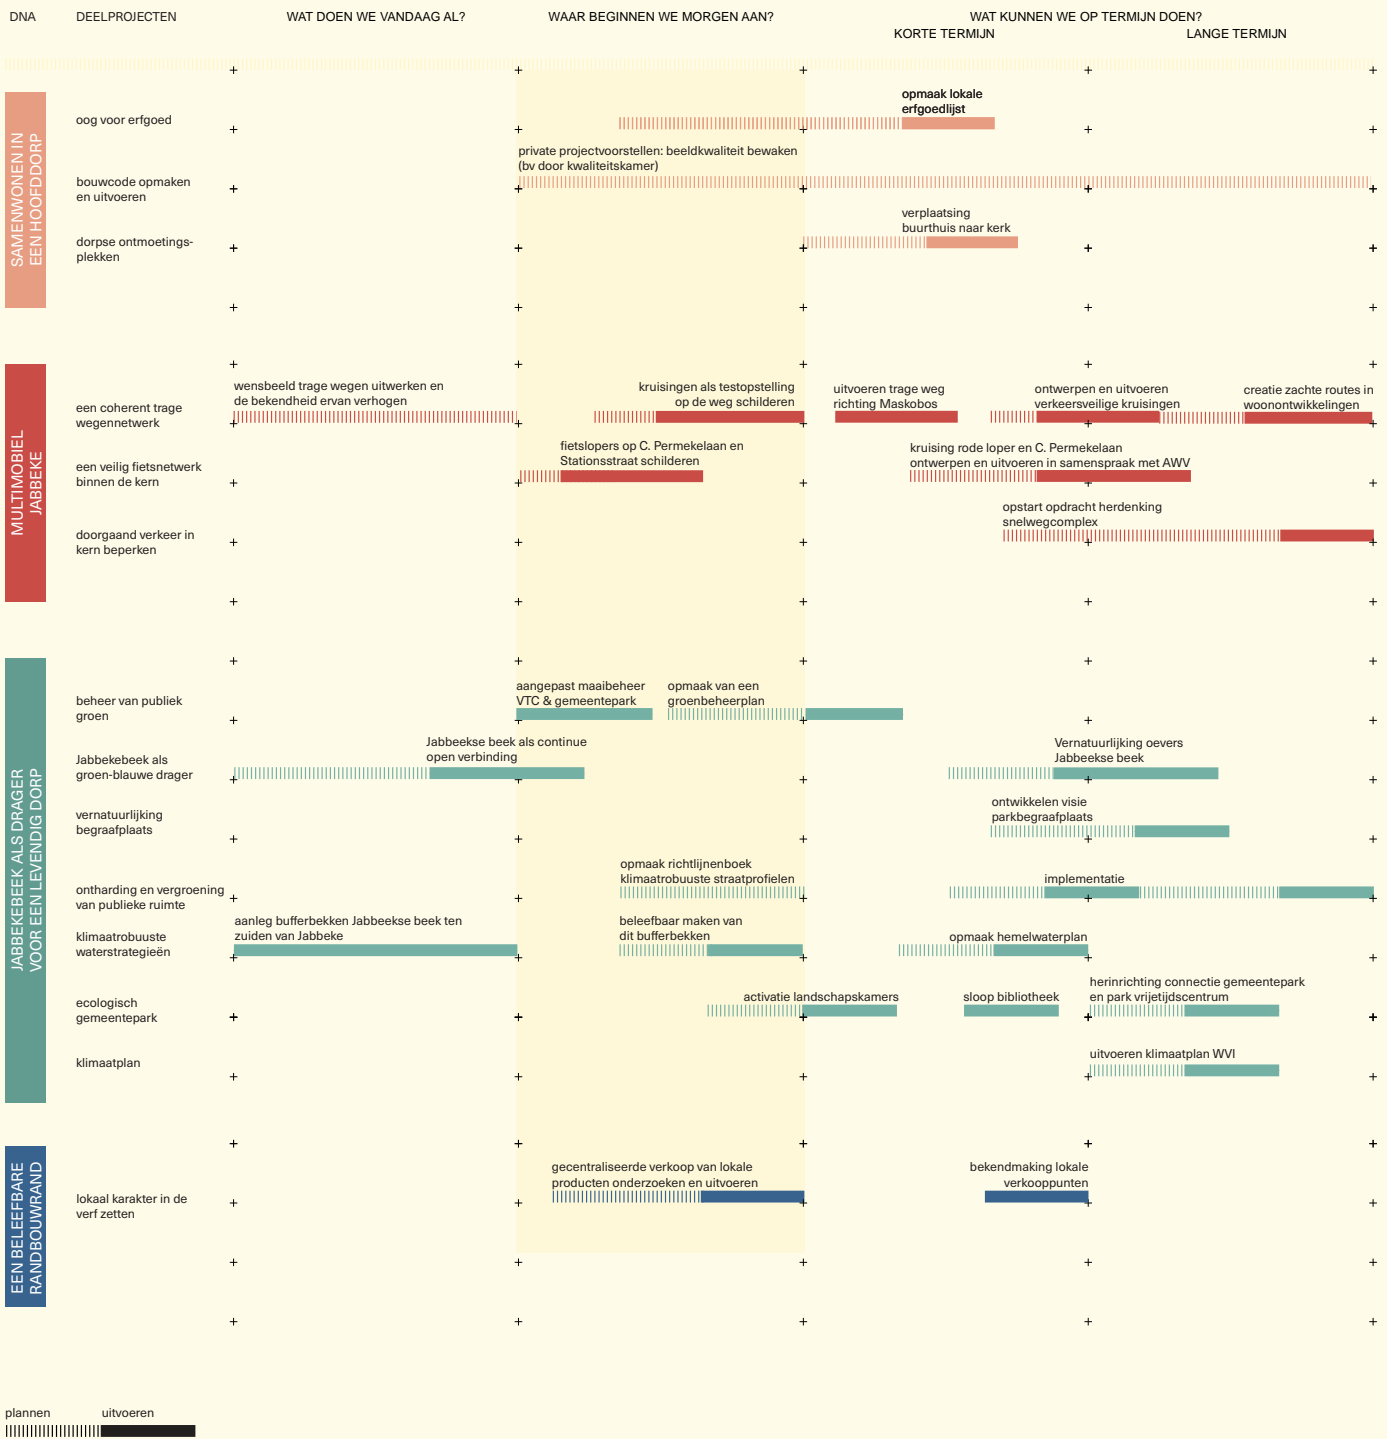 DNA
DEELPROJECTEN
WAT DOEN WE VANDAAG AL?
WAAR BEGINNEN WE MORGEN AAN?
WAT KUNNEN WE OP TERMIJN DOEN?
KORTE TERMIJN
LANGE TERMIJN
SAMENWONEN IN
EEN HOOFDDORP
oog voor erfgoed
opmaak lokale
erfgoedlijst
bouwcode opmaken
en uitvoeren
private projectvoorstellen: beeldkwaliteit bewaken
(bv door kwaliteitskamer)
dorpse ontmoetings-
plekken
verplaatsing
buurthuis naar kerk
MULTIMOBIEL
JABBEKE
een coherent trage
wegennetwerk
wensbeeld trage wegen uitwerken en
de bekendheid ervan verhogen
kruisingen als testopstelling
op de weg schilderen
uitvoeren trage weg
richting Maskobos
ontwerpen en uitvoeren
verkeersveilige kruisingen
creatie zachte routes in
woonontwikkelingen
een veilig fietsnetwerk
binnen de kern
fietslopers op C. Permekelaan en
Stationsstraat schilderen
kruising rode loper en C. Permekelaan
ontwerpen en uitvoeren in samenspraak met AWV
doorgaand verkeer in
kern beperken
opstart opdracht herdenking
snelwegcomplex
JABBEKEBEEK ALS DRAGER
VOOR EEN LEVENDIG DORP
beheer van publiek
groen
aangepast maaibeheer
VTC & gemeentepark
opmaak van een
groenbeheerplan
Jabbekebeek als
groen-blauwe drager
Jabbeekse beek als continue
open verbinding
Vernatuurlijking oevers
Jabbeekse beek
vernatuurlijking
begraafplaats
ontwikkelen visie
parkbegraafplaats
ontharding en vergroening
van publieke ruimte
opmaak richtlijnenboek
klimaatrobuuste straatprofielen
implementatie
klimaatrobuuste
waterstrategieën
aanleg bufferbekken Jabbeekse beek ten
zuiden van Jabbeke
beleefbaar maken van
dit bufferbekken
opmaak hemelwaterplan
ecologisch
gemeentepark
activatie landschapskamers
sloop bibliotheek
herinrichting connectie gemeentepark
en park vrijetijdscentrum
klimaatplan
uitvoeren klimaatplan WVI
EEN BELEEFBARE
RANDBOUWRAND
lokaal karakter in de
verf zetten
gecentraliseerde verkoop van lokale
producten onderzoeken en uitvoeren
bekendmaking lokale
verkooppunten
plannen
uitvoeren